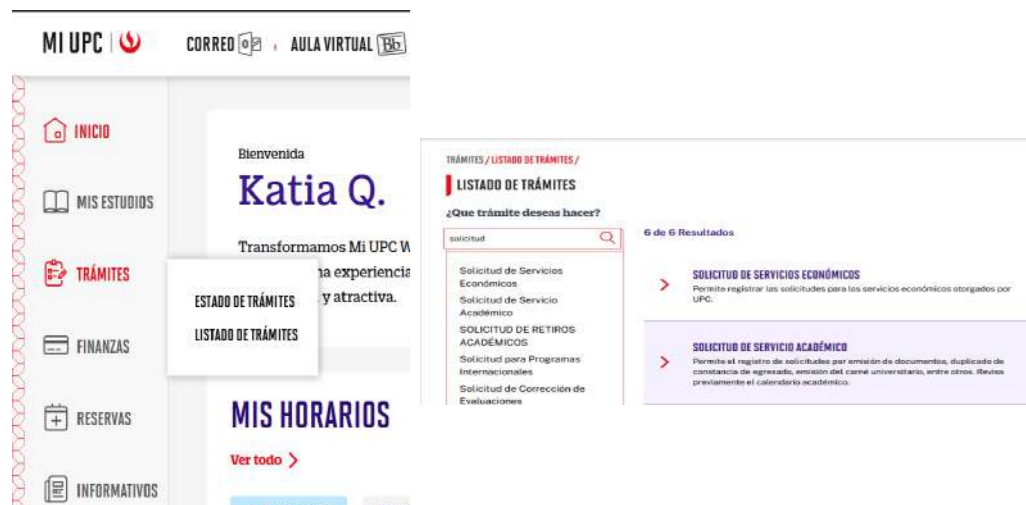 MI UPC
CORREO
AULA VIRTUAL Bb
INICIO
MIS ESTUDIOS
TRÁMITES
FINANZAS
RESERVAS
INFORMATIVOS
Bienvenida
Katia Q.
Transformamos Mi UPC W
na experiencia
y atractiva.
ESTADO DE TRÁMITES
LISTADO DE TRÁMITES
MIS HORARIOS
Ver todo
TRÁMITES / LISTADO DE TRÁMITES /
LISTADO DE TRÁMITES
¿Que trámite deseas hacer?
solicitud
Solicitud de Servicios
Económicos
Solicitud de Servicio
Académico
SOLICITUD DE RETIROS
ACADÉMICOS
Solicitud para Programas
Internacionales
Solicitud de Corrección de
Evaluaciones
6 de 6 Resultados
SOLICITUD DE SERVICIOS ECONÓMICOS
Permite registrar las solicitudes para los servicios económicos otorgados por
UPC.
SOLICITUD DE SERVICIO ACADÉMICO
Permite el registro de solicitudes por emisión de documentos, duplicado de
constancia de egresado, emisión del carné universitario, entre otros. Revisa
previamente el calendario académico.